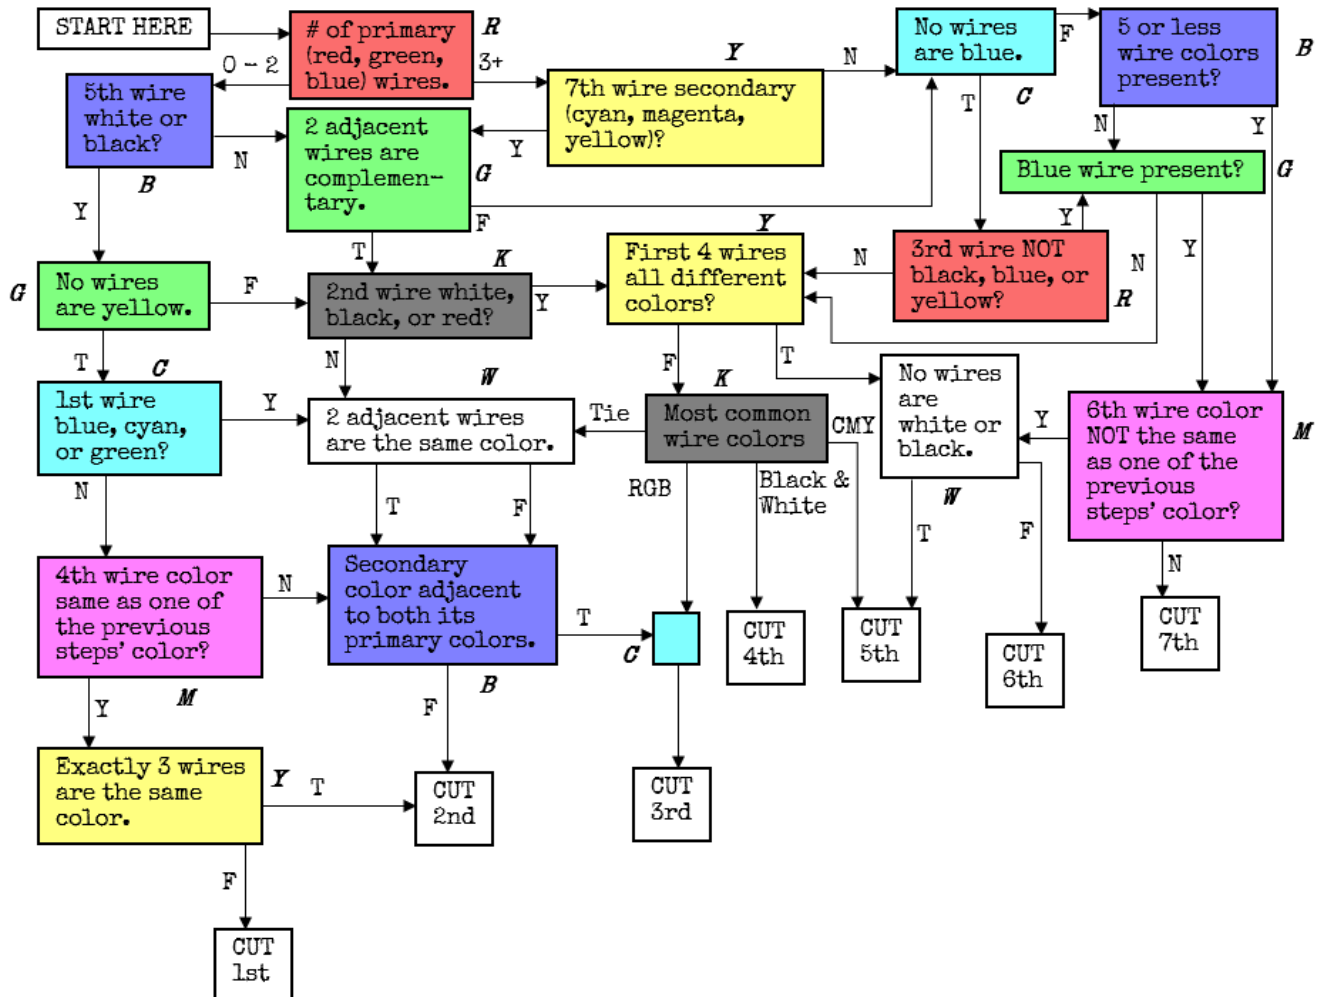 START HERE
# of primary
(red, green,
blue) wires.
R
0 - 2
3+
5th wire
white or
black?
B
N
Y
2 adjacent
wires are
complemen-
tary.
G
F
T
7th wire secondary
(cyan, magenta,
yellow)?
Y
N
Y
No wires
are blue.
C
F
T
5 or less
wire colors
present?
B
N
Y
Blue wire present?
G
Y
N
Y
3rd wire NOT
black, blue, or
yellow?
R
N
First 4 wires
all different
colors?
Y
F
T
No wires
are yellow.
G
F
T
2nd wire white,
black, or red?
K
Y
N
1st wire
blue, cyan,
or green?
C
Y
N
2 adjacent wires
are the same color.
W
T
F
Most common
wire colors
K
Tie
CMY
RGB
Black &
White
No wires
are
white or
black.
W
T
F
6th wire color
NOT the same
as one of the
previous
steps' color?
M
Y
N
4th wire color
same as one of
the previous
steps' color?
M
N
Y
Secondary
color adjacent
to both its
primary colors.
B
T
F
C
CUT
4th
CUT
5th
CUT
6th
CUT
7th
Exactly 3 wires
are the same
color.
Y
T
F
CUT
2nd
CUT
3rd
CUT
1st